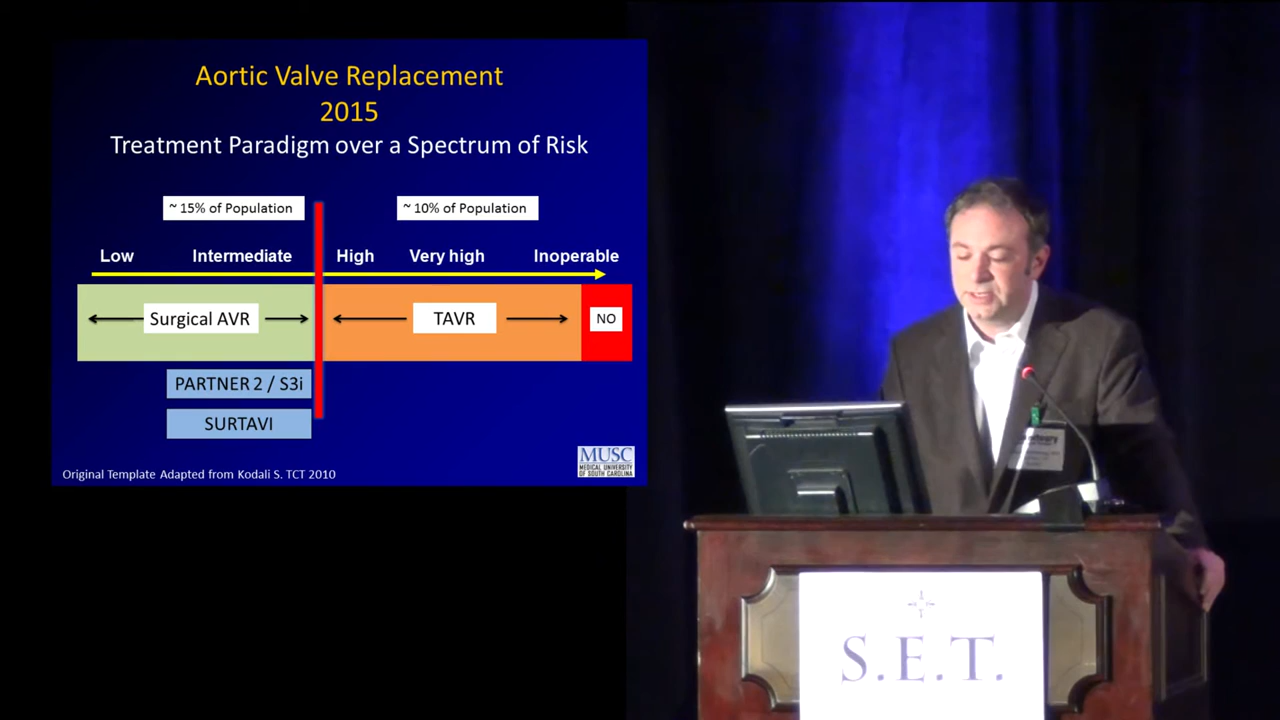 Aortic Valve Replacement
2015
Treatment Paradigm over a Spectrum of Risk
~ 15% of Population
~ 10% of Population
Low
Intermediate
High
Very high
Inoperable
Surgical AVR
TAVR
NO
PARTNER 2 / S3i
SURTAVI
Original Template Adapted from Kodali S. TCT 2010
MUSC
MEDICAL UNIVERSITY
OF SOUTH CAROLINA
S.E.T.